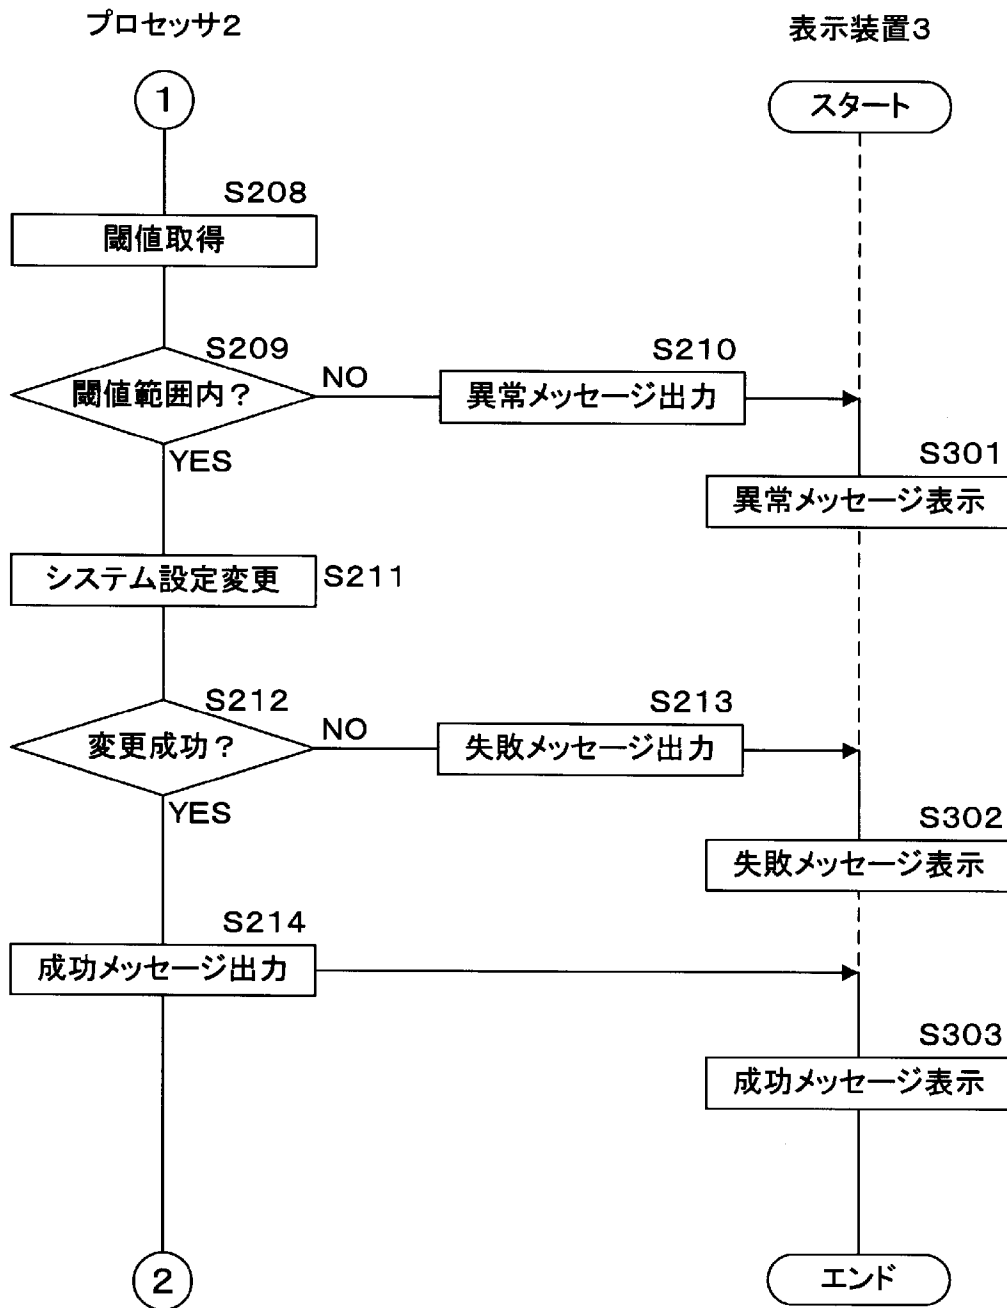 プロセッサ2
表示装置3
1
スタート
S208
閾値取得
S209
閾値範囲内？
NO
S210
異常メッセージ出力
YES
S301
異常メッセージ表示
システム設定変更
S211
S212
変更成功？
NO
S213
失敗メッセージ出力
YES
S302
失敗メッセージ表示
S214
成功メッセージ出力
S303
成功メッセージ表示
2
エンド